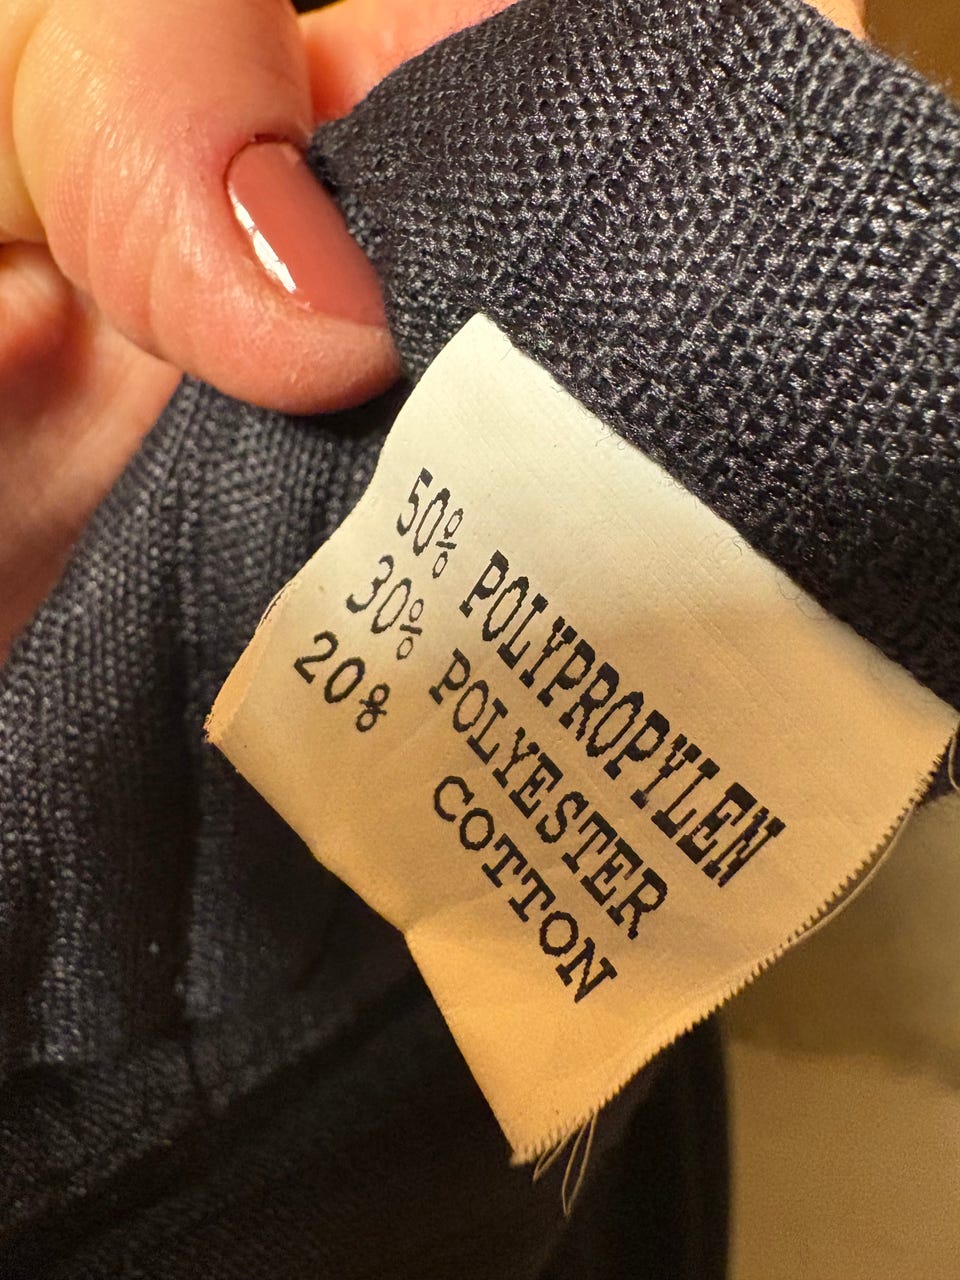 50% POLYPROPYLEN
30% POLYESTER
20% COTTON